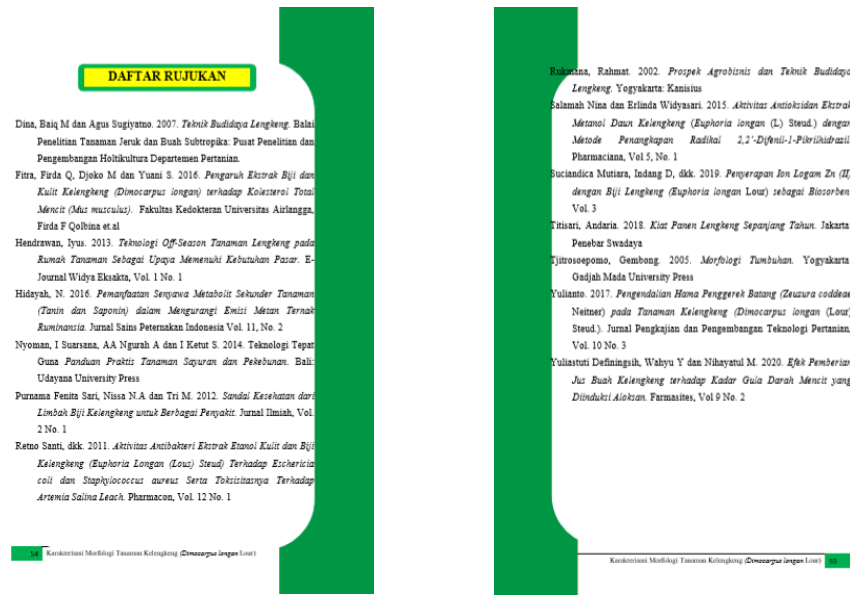 DAFTAR RUJUKAN
Dina, Baiq M dan Agus Sugiyatno. 2007. Teknik Budidaya Lengkeng. Balai
Penelitian Tanaman Jeruk dan Buah Subtropika: Pusat Penelitian dan
Pengembangan Holtikultura Departemen Pertanian.
Fitra, Firda Q, Djoko M dan Yuani S. 2016. Pengaruh Ekstrak Biji dan
Kulit Kelengkeng (Dimocarpus longan) terhadap Kolesterol Total
Mencit (Mus musculus). Fakultas Kedokteran Universitas Airlangga,
Firda F Qolbina et.al
Hendrawan, Iyus. 2013. Teknologi Off-Season Tanaman Lengkeng pada
Rumah Tanaman Sebagai Upaya Memenuhi Kebutuhan Pasar. E-
Journal Widya Eksakta, Vol. 1 No. 1
Hidayah, N. 2016. Pemanfaatan Senyawa Metabolit Sekunder Tanaman
(Tanin dan Saponin) dalam Mengurangi Emisi Metan Ternak
Ruminansia. Jurnal Sains Peternakan Indonesia Vol. 11, No. 2
Nyoman, I Suarsana, AA Ngurah A dan I Ketut S. 2014. Teknologi Tepat
Guna Panduan Praktis Tanaman Sayuran dan Pekebunan. Bali:
Udayana University Press
Purnama Fenita Sari, Nissa N.A dan Tri M. 2012. Sandal Kesehatan dari
Limbah Biji Kelengkeng untuk Berbagai Penyakit. Jurnal Ilmiah, Vol.
2 No. 1
Retno Santi, dkk. 2011. Aktivitas Antibakteri Ekstrak Etanol Kulit dan Biji
Kelengkeng (Euphoria Longan (Lous) Steud) Terhadap Eschericia
coli dan Staphylococcus aureus Serta Toksisitasnya Terhadap
Artemia Salina Leach. Pharmacon, Vol. 12 No. 1
54 Karakterisasi Morfologi Tanaman Kelengkeng (Dimocarpus longan Lour)
Rukmana, Rahmat. 2002. Prospek Agrobisnis dan Teknik Budidaya
Lengkeng. Yogyakarta: Kanisius
Salamah Nina dan Erlinda Widyasari. 2015. Aktivitas Antioksidan Ekstrak
Metanol Daun Kelengkeng (Euphoria longan (L) Steud.) dengan
Metode Penangkapan Radikal 2,2'-Difenil-1-Pikrilhidrazil.
Pharmaciana, Vol 5, No. 1
Suciandica Mutiara, Indang D, dkk. 2019. Penyerapan Ion Logam Zn (II)
dengan Biji Lengkeng (Euphoria longan Lour) sebagai Biosorben.
Vol. 3
Titisari, Andaria. 2018. Kiat Panen Lengkeng Sepanjang Tahun. Jakarta:
Penebar Swadaya
Tjitrosoepomo, Gembong. 2005. Morfologi Tumbuhan. Yogyakarta:
Gadjah Mada University Press
Yulianto. 2017. Pengendalian Hama Penggerek Batang (Zeuzura coddeae
Neitner) pada Tanaman Kelengkeng (Dimocarpus longan (Lour)
Steud.). Jurnal Pengkajian dan Pengembangan Teknologi Pertanian,
Vol. 10 No. 3
Yuliastuti Definingsih, Wahyu Y dan Nihayatul M. 2020. Efek Pemberian
Jus Buah Kelengkeng terhadap Kadar Gula Darah Mencit yang
Diinduksi Aloksan. Farmasites, Vol 9 No. 2
Karakterisasi Morfologi Tanaman Kelengkeng (Dimocarpus longan Lour) 55